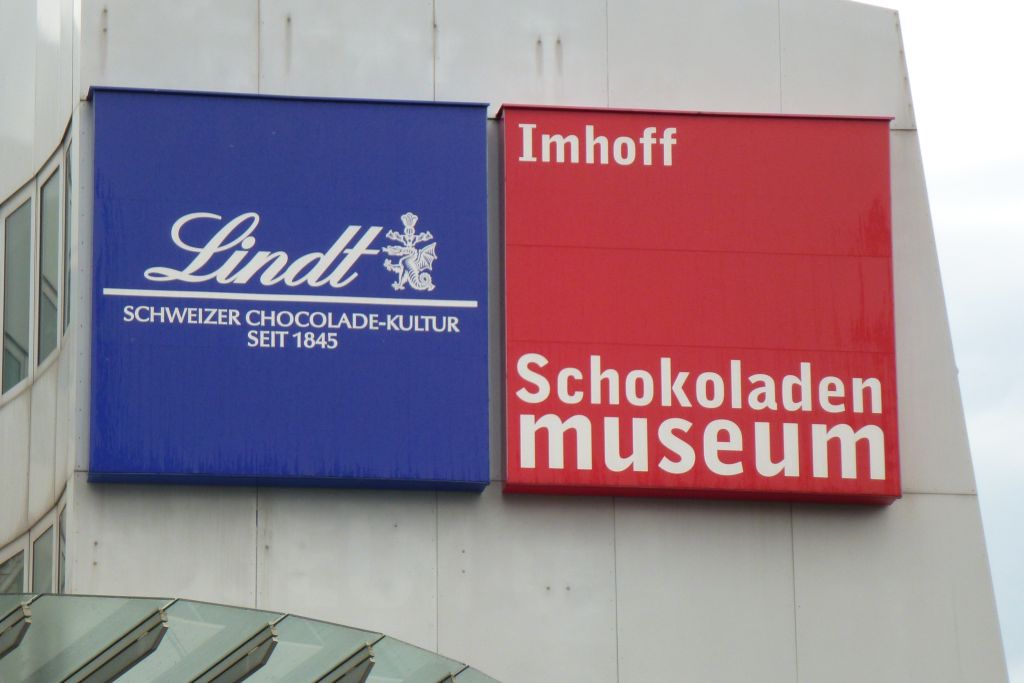 Lindt
SCHWEIZER CHOCOLADE-KULTUR
SEIT 1845
Imhoff
Schokoladen
museum